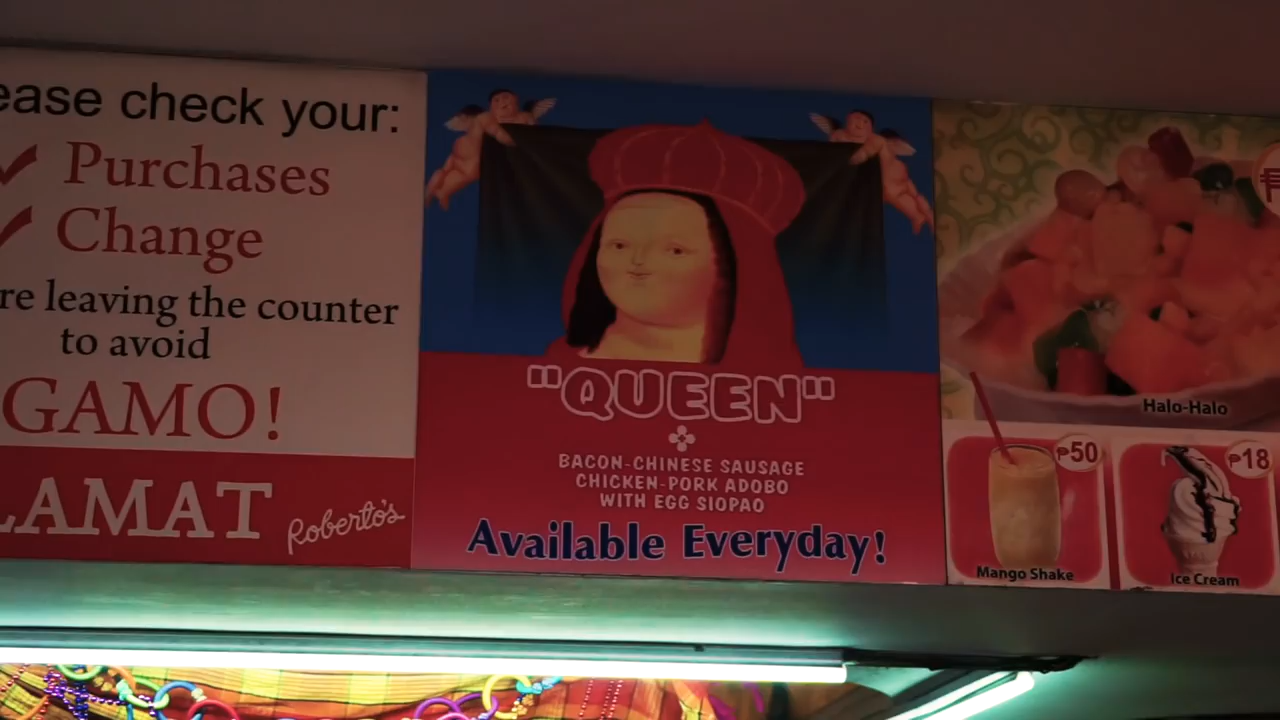 ease check your:
Purchases
Change
re leaving the counter
to avoid
GAMO!
LAMAT
Roberto's
"QUEEN"
BACON-CHINESE SAUSAGE
CHICKEN-PORK ADOBO
WITH EGG SIOPAO
Available Everyday!
₱
Halo-Halo
₱50
Mango Shake
₱18
Ice Cream